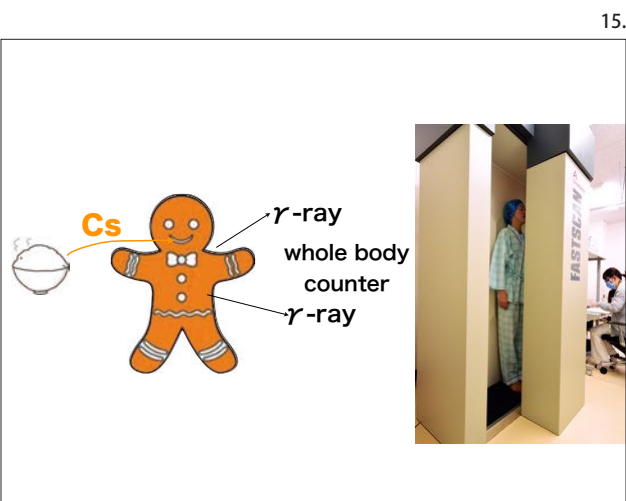 15.
Cs
γ-ray
whole body
counter
γ-ray
FASTSCAN